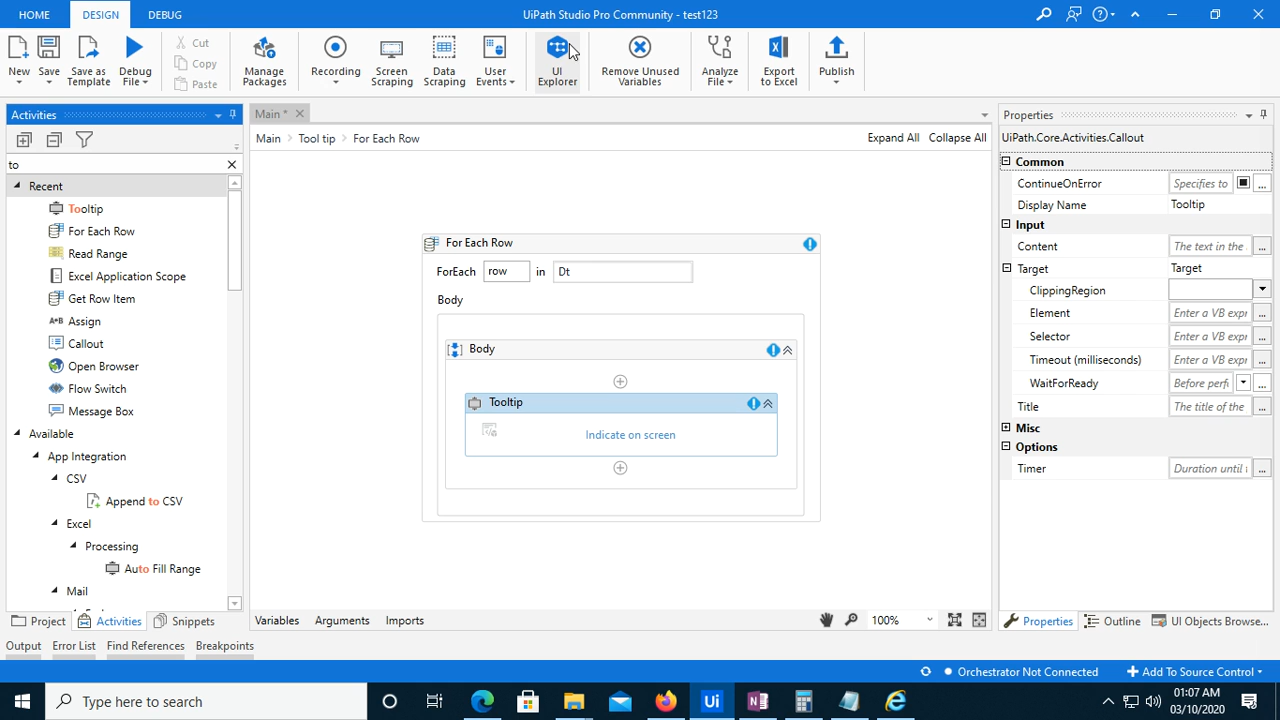 HOME DESIGN DEBUG UiPath Studio Pro Community - test123
New Save Save as Template Debug File Cut Copy Paste Manage Packages Recording Screen Scraping Data Scraping User Events UI Explorer Remove Unused Variables Analyze File Export to Excel Publish
Activities
to
Recent
Tooltip
For Each Row
Read Range
Excel Application Scope
Get Row Item
A*B Assign
Callout
Open Browser
Flow Switch
Message Box
Available
App Integration
CSV
Append to CSV
Excel
Processing
Auto Fill Range
Mail
Project Activities Snippets
Main *
Main > Tool tip > For Each Row Expand All Collapse All
For Each Row
ForEach row in Dt
Body
Body
Tooltip
Indicate on screen
Variables Arguments Imports 100%
Properties
UiPath.Core.Activities.Callout
Common
ContinueOnError Specifies to ...
Display Name Tooltip
Input
Content The text in the ...
Target Target
ClippingRegion
Element Enter a VB expr ...
Selector Enter a VB expr ...
Timeout (milliseconds) Enter a VB expr ...
WaitForReady Before perfo ...
Title The title of the ...
Misc
Options
Timer Duration until ...
Properties Outline UI Objects Browse...
Output Error List Find References Breakpoints
Orchestrator Not Connected Add To Source Control
Type here to search
Ui
01:07 AM
03/10/2020